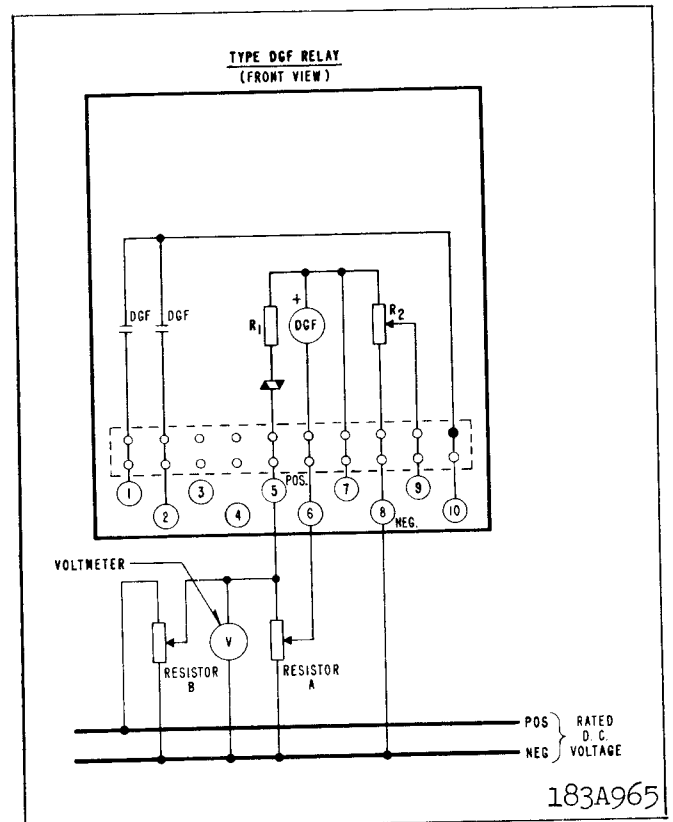 TYPE DGF RELAY
(FRONT VIEW)
DGF DGF
R1
+
DGF
R2
POS.
1 2 3 4 5 6 7 8 9 10
NEG.
VOLTMETER
V
RESISTOR
B
RESISTOR
A
POS
NEG
RATED
D.C.
VOLTAGE
183A965